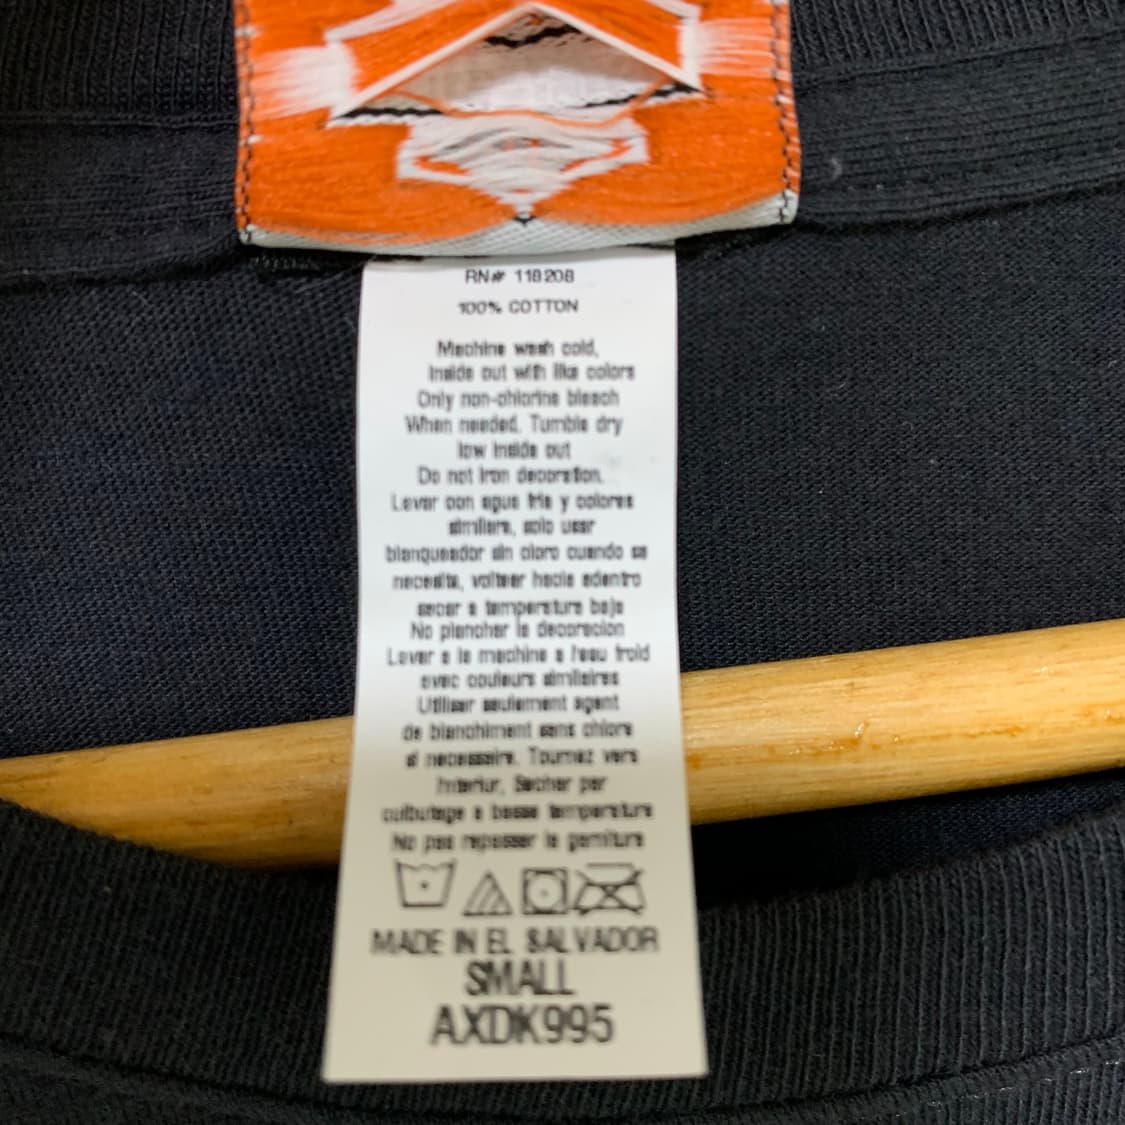 RN# 118208
100% COTTON
Machine wash cold,
Inside out with like colors
Only non-chlorine bleach
When needed. Tumble dry
low inside out
Do not iron decoration.
Lavar con agua fria y colores
similiars, solo usar
blanqueador sin cloro cuando se
necesita, voltear hacia adentro
secar a temperatura baja
No planchar la decoracion
Laver a la machine a l'eau froid
avec couleurs similaires
Utiliser seulement agent
de blanchiment sans chlore
si necessaire. Tournez vers
Interiur, Secher par
culbutage a basse temperature
No pas repasser la garniture
MADE IN EL SALVADOR
SMALL
AXDK995